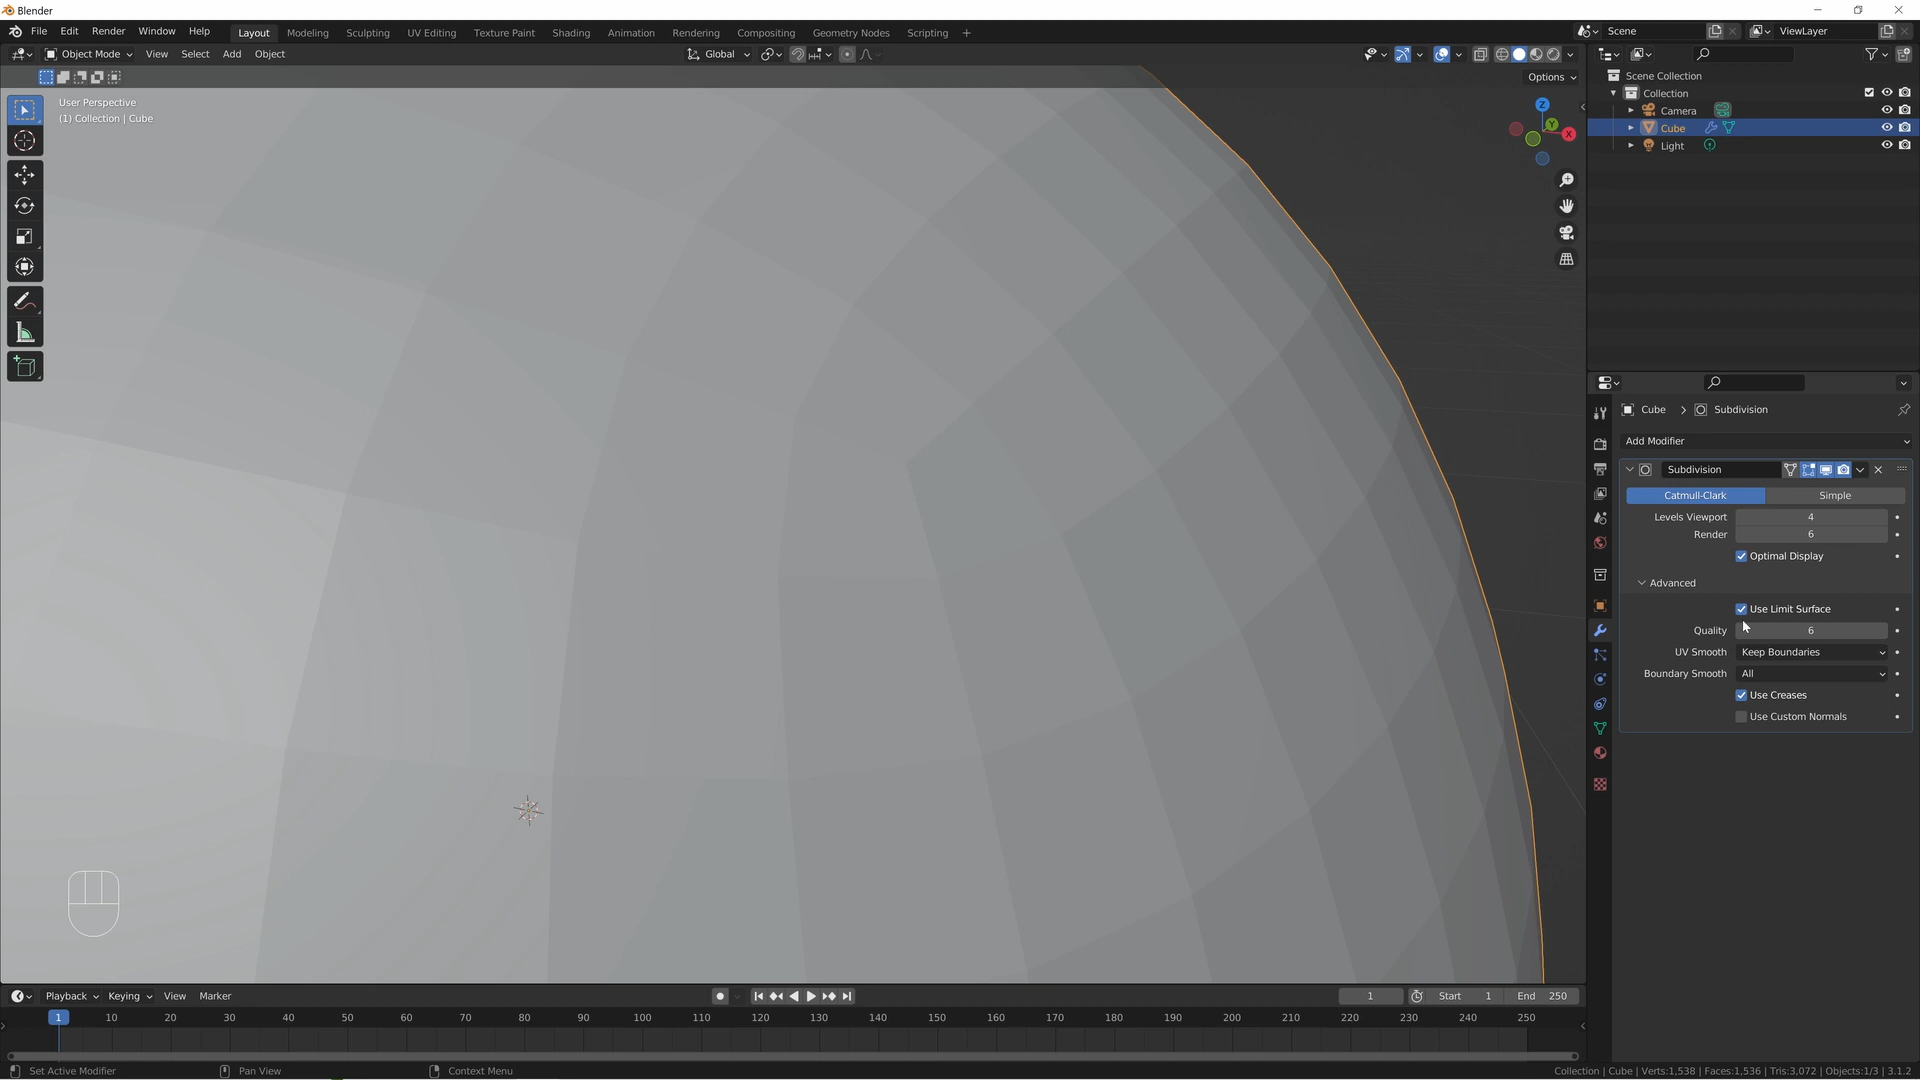 Blender
File Edit Render Window Help Layout Modeling Sculpting UV Editing Texture Paint Shading Animation Rendering Compositing Geometry Nodes Scripting + Scene ViewLayer
Object Mode View Select Add Object Global
Options
User Perspective
(1) Collection | Cube
Z
Y
X
Scene Collection
Collection
Camera
Cube
Light
Cube > Subdivision
Add Modifier
Subdivision
Catmull-Clark Simple
Levels Viewport 4
Render 6
Optimal Display
Advanced
Use Limit Surface
Quality 6
UV Smooth Keep Boundaries
Boundary Smooth All
Use Creases
Use Custom Normals
Playback Keying View Marker 1 Start 1 End 250
1 10 20 30 40 50 60 70 80 90 100 110 120 130 140 150 160 170 180 190 200 210 220 230 240 250
Set Active Modifier Pan View Context Menu Collection | Cube | Verts:1,538 | Faces:1,536 | Tris:3,072 | Objects:1/3 | 3.1.2